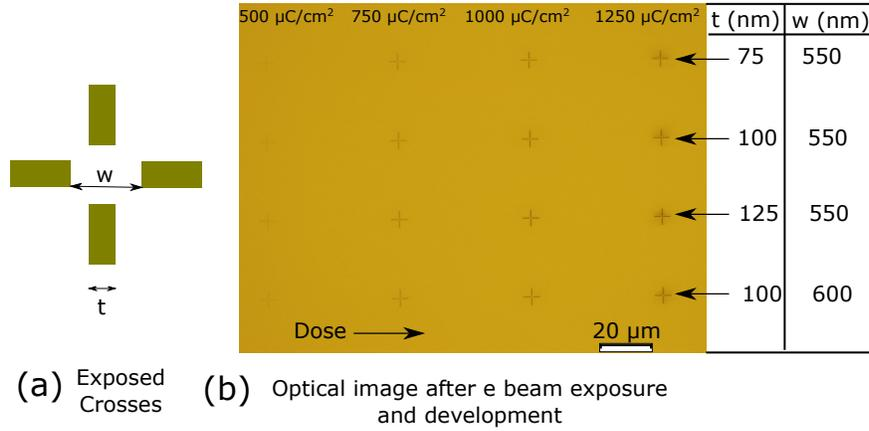 500 µC/cm² 750 µC/cm² 1000 µC/cm² 1250 µC/cm² t (nm) w (nm)
75 550
w
100 550
125 550
t
100 600
Dose
20 µm
(a) Exposed
Crosses
(b) Optical image after e beam exposure
and development